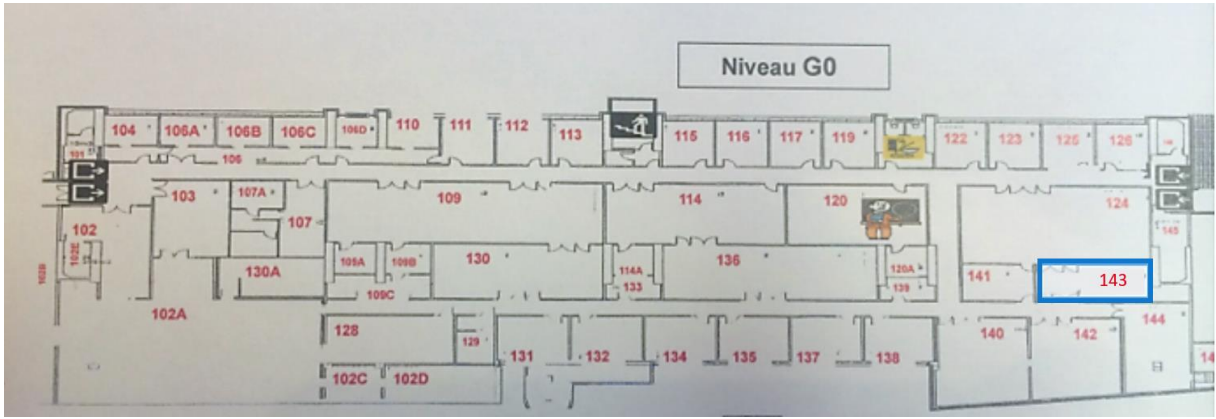 Niveau G0
104 106A 106B 106C 106D 110 111 112 113 115 116 117 119 122 123 125 126
101 106
103 107A 109 114 120 124
102 107 145
102E 130A 109A 109B 130 114A 136 120A 141 143
102B 109C 133 139
102A 128 129 131 132 134 135 137 138 140 142 144
102C 102D 14